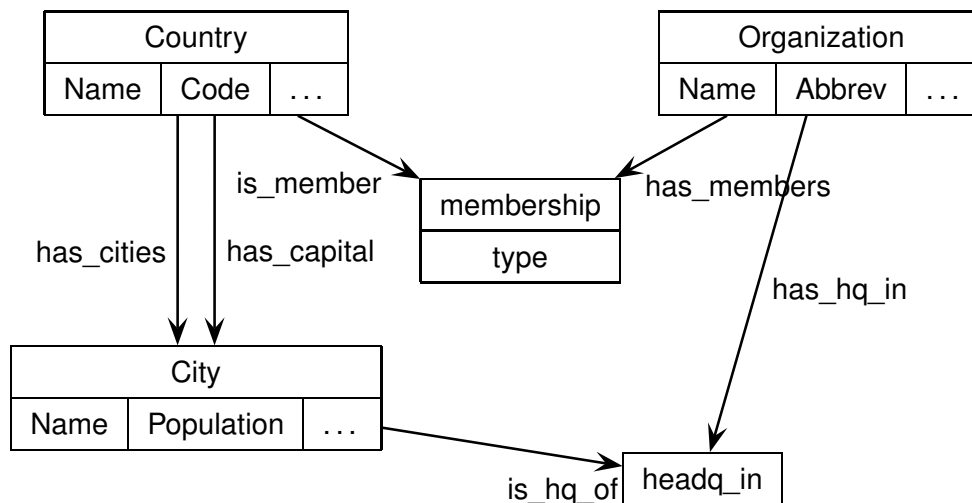 Country
Name Code ...
Organization
Name Abbrev ...
is_member
has_members
membership
type
has_cities
has_capital
has_hq_in
City
Name Population ...
is_hq_of
headq_in